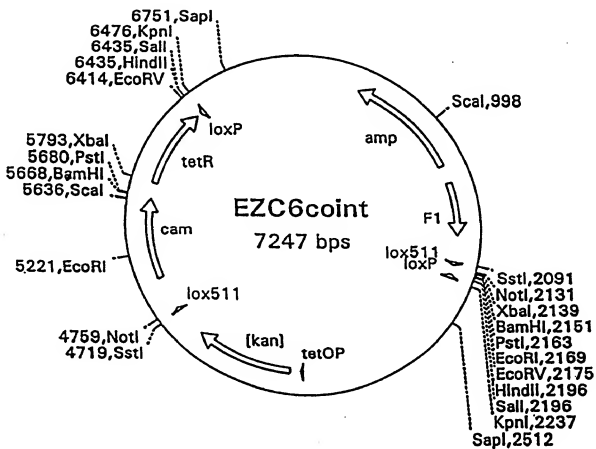 6751,SapI
6476,KpnI
6435,SalI
6435,HindII
6414,EcoRV
5793,XbaI
5680,PstI
5668,BamHI
5636,ScaI
5221,EcoRI
4759,NotI
4719,SstI
loxP
tetR
cam
lox511
[kan]
tetOP
EZC6coint
7247 bps
amp
F1
lox511
loxP
ScaI,998
SstI,2091
NotI,2131
XbaI,2139
BamHI,2151
PstI,2163
EcoRI,2169
EcoRV,2175
HindII,2196
SalI,2196
KpnI,2237
SapI,2512